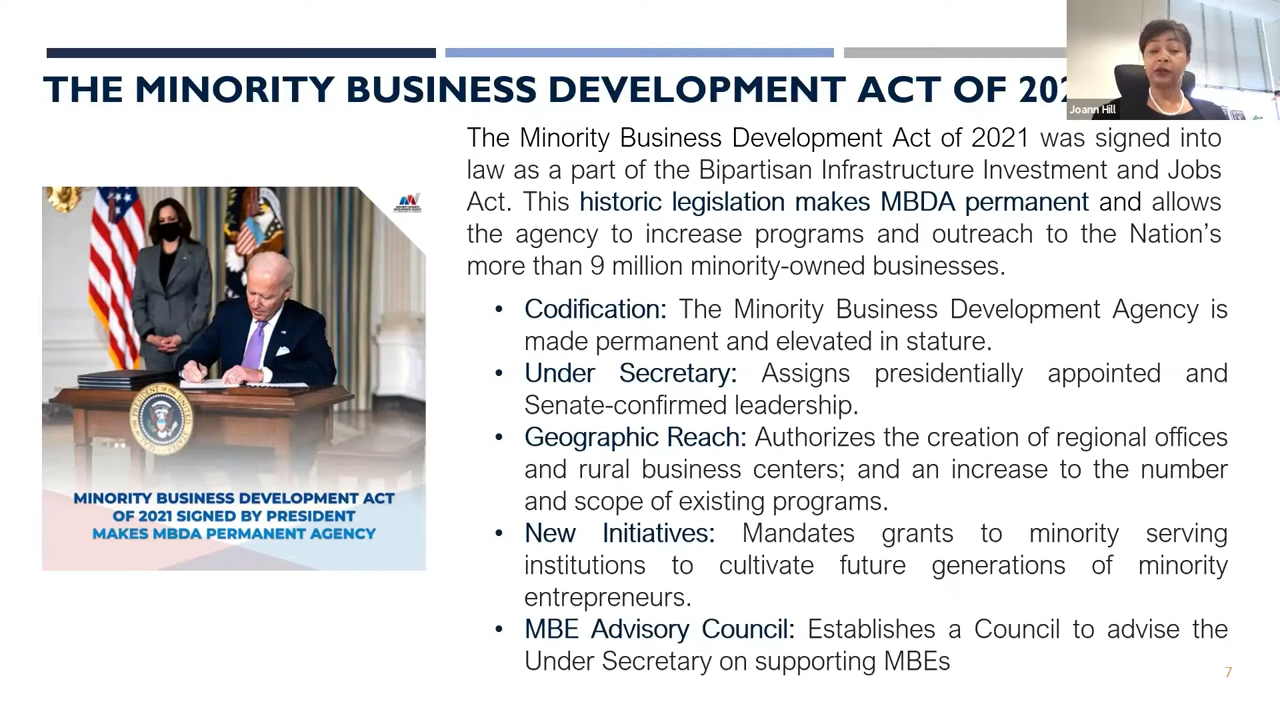 THE MINORITY BUSINESS DEVELOPMENT ACT OF
Joann Hill
The Minority Business Development Act of 2021 was signed into
law as a part of the Bipartisan Infrastructure Investment and Jobs
Act. This historic legislation makes MBDA permanent and allows
the agency to increase programs and outreach to the Nation's
more than 9 million minority-owned businesses.
• Codification: The Minority Business Development Agency is
made permanent and elevated in stature.
• Under Secretary: Assigns presidentially appointed and
Senate-confirmed leadership.
• Geographic Reach: Authorizes the creation of regional offices
and rural business centers; and an increase to the number
and scope of existing programs.
• New Initiatives: Mandates grants to minority serving
institutions to cultivate future generations of minority
entrepreneurs.
• MBE Advisory Council: Establishes a Council to advise the
Under Secretary on supporting MBEs
MINORITY BUSINESS DEVELOPMENT ACT
OF 2021 SIGNED BY PRESIDENT
MAKES MBDA PERMANENT AGENCY
7